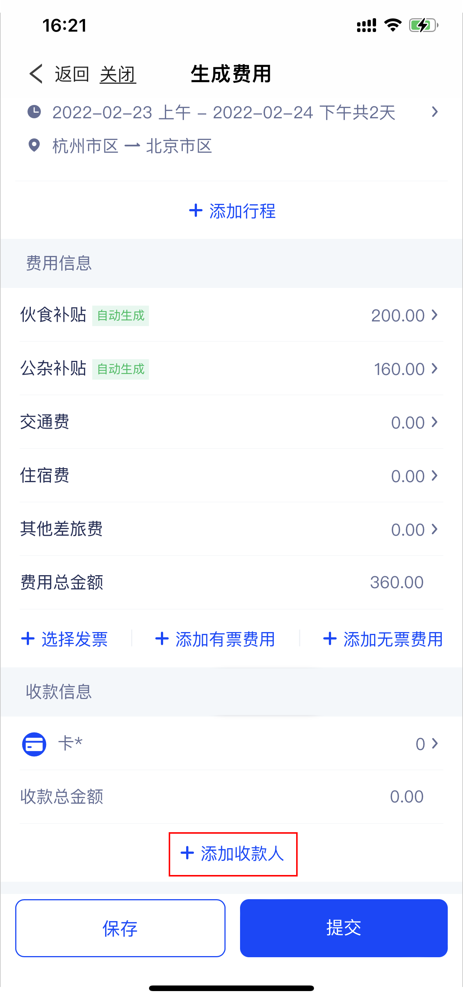 16:21
返回 关闭 生成费用
2022-02-23 上午 - 2022-02-24 下午共2天
杭州市区 北京市区
+ 添加行程
费用信息
伙食补贴 自动生成 200.00
公杂补贴 自动生成 160.00
交通费 0.00
住宿费 0.00
其他差旅费 0.00
费用总金额 360.00
+ 选择发票 + 添加有票费用 + 添加无票费用
收款信息
卡* 0
收款总金额 0.00
+ 添加收款人
保存 提交